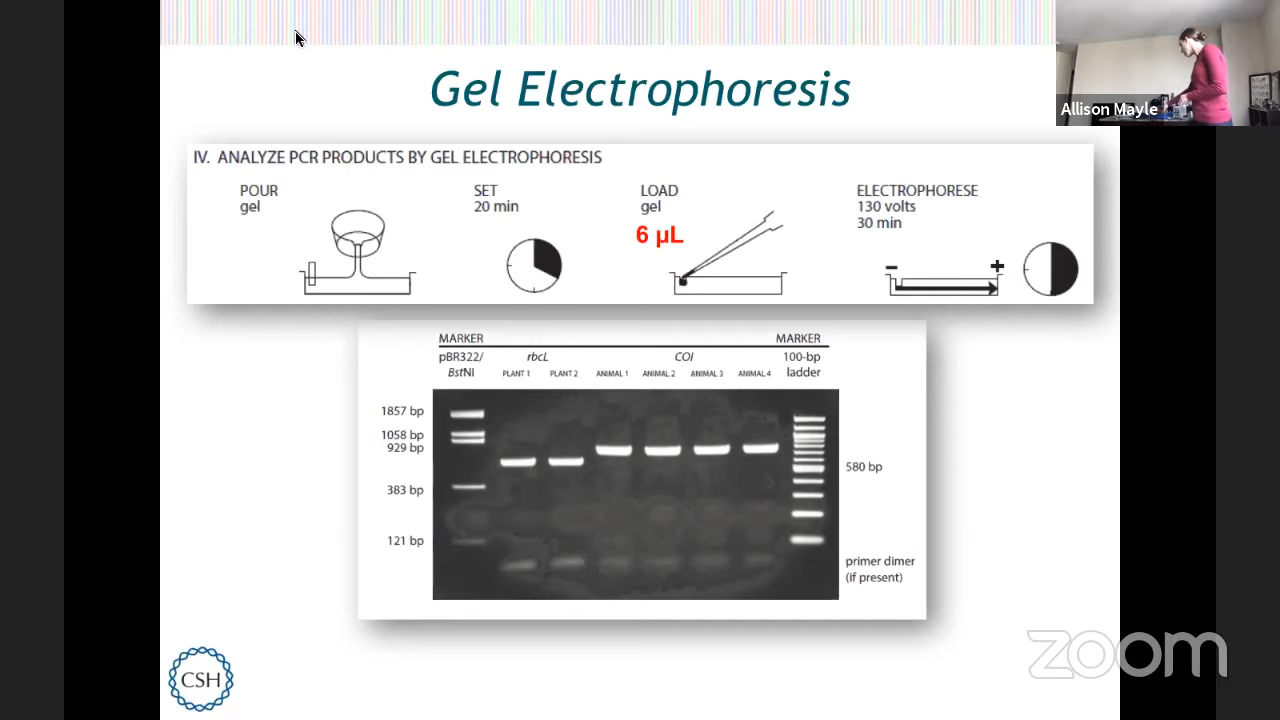 Allison Mayle
Gel Electrophoresis
IV. ANALYZE PCR PRODUCTS BY GEL ELECTROPHORESIS
POUR
gel
SET
20 min
LOAD
gel
6 µL
ELECTROPHORESE
130 volts
30 min
−
+
MARKER
MARKER
pBR322/
BstNI
rbcL
COI
100-bp
ladder
PLANT 1
PLANT 2
ANIMAL 1
ANIMAL 2
ANIMAL 3
ANIMAL 4
1857 bp
1058 bp
929 bp
383 bp
121 bp
580 bp
primer dimer
(if present)
CSH
zoom